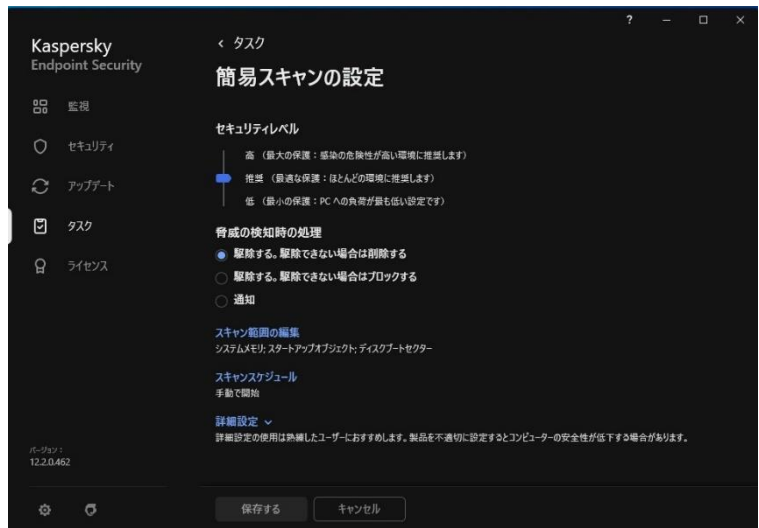 Kaspersky
Endpoint Security
監視
セキュリティ
アップデート
タスク
ライセンス
バージョン :
12.2.0.462
? 
< タスク
簡易スキャンの設定
セキュリティレベル
高 (最大の保護：感染の危険性が高い環境に推奨します)
推奨 (最適な保護：ほとんどの環境に推奨します)
低 (最小の保護：PC への負荷が最も低い設定です)
脅威の検知時の処理
駆除する。駆除できない場合は削除する
駆除する。駆除できない場合はブロックする
通知
スキャン範囲の編集
システムメモリ; スタートアップオブジェクト; ディスクブートセクター
スキャンスケジュール
手動で開始
詳細設定
詳細設定の使用は熟練したユーザーにおすすめします。製品を不適切に設定するとコンピューターの安全性が低下する場合があります。
保存する
キャンセル